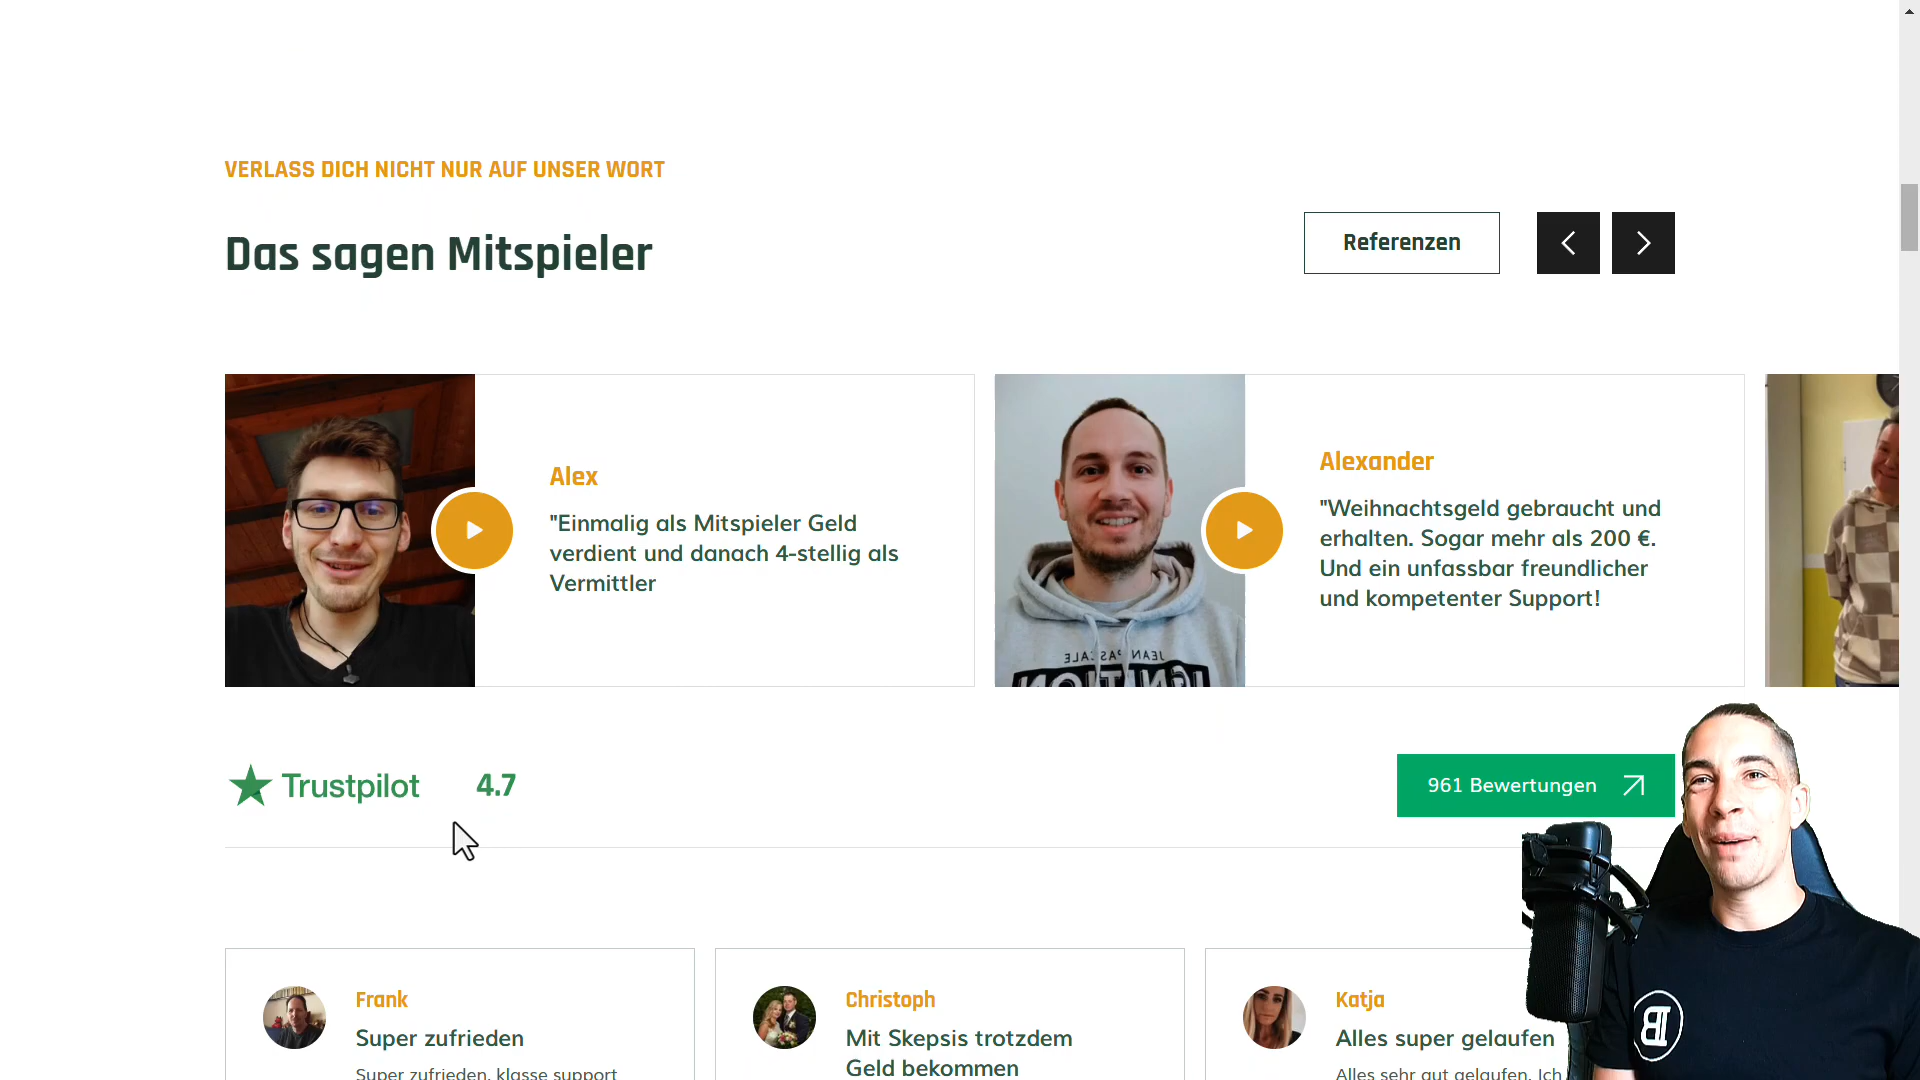 VERLASS DICH NICHT NUR AUF UNSER WORT
Das sagen Mitspieler
Referenzen
Alex
"Einmalig als Mitspieler Geld
verdient und danach 4-stellig als
Vermittler
Alexander
"Weihnachtsgeld gebraucht und
erhalten. Sogar mehr als 200 €.
Und ein unfassbar freundlicher
und kompetenter Support!
JEAN PASCALE
IGNITION
Trustpilot
4.7
961 Bewertungen
Frank
Super zufrieden
Super zufrieden, klasse support
Christoph
Mit Skepsis trotzdem
Geld bekommen
Katja
Alles super gelaufen
Alles sehr gut gelaufen. Ich